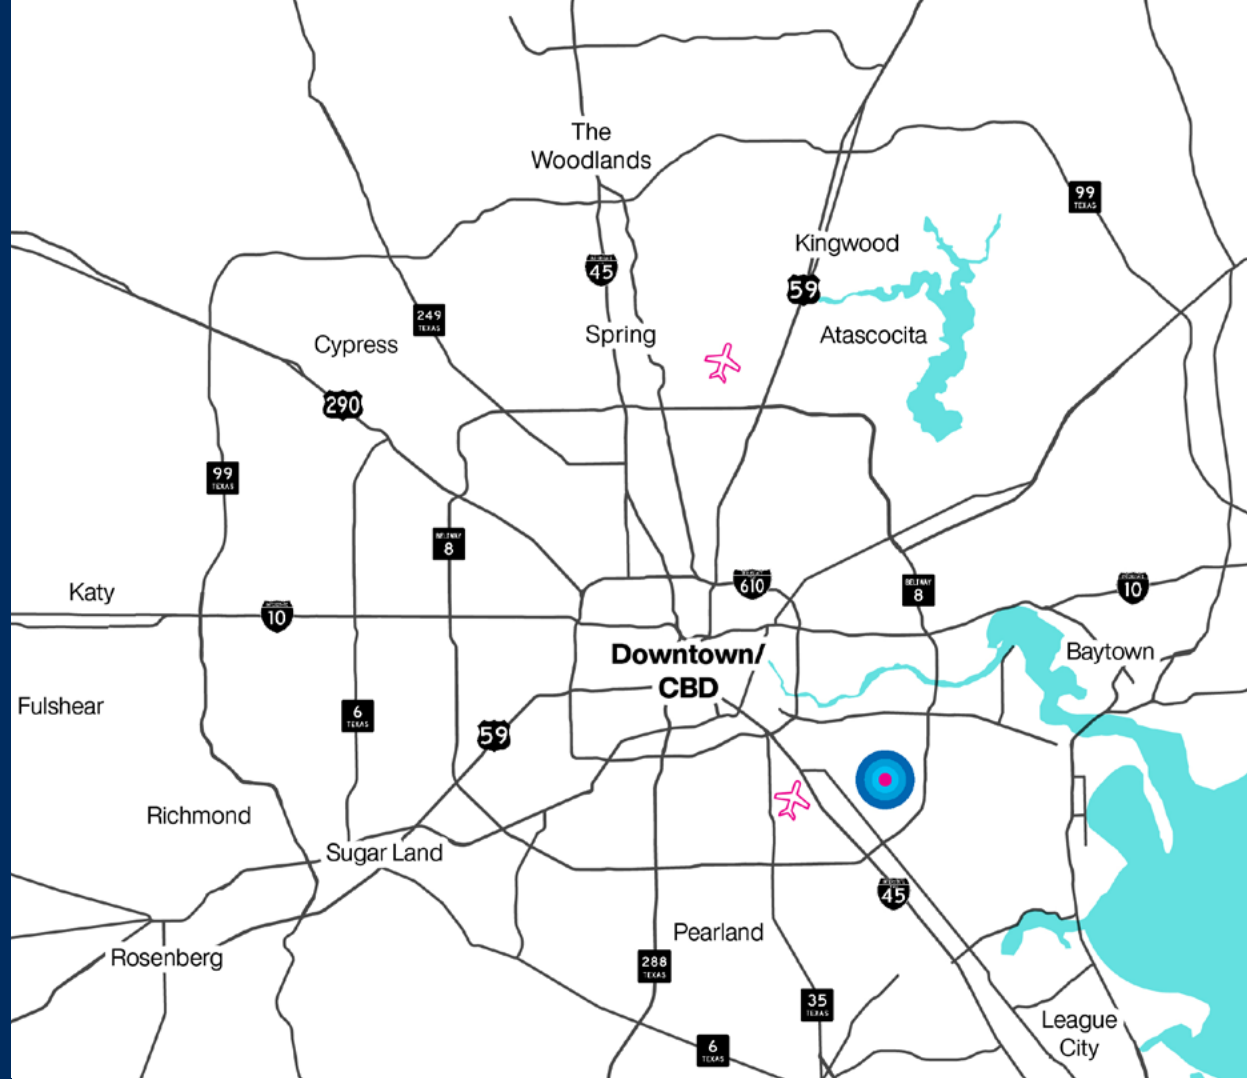 The
Woodlands
99
TEXAS
Kingwood
45
59
249
TEXAS
Spring
Atascocita
Cypress
290
99
TEXAS
BELTWAY
8
610
BELTWAY
8
10
Katy
10
Downtown/
CBD
Baytown
Fulshear
6
TEXAS
59
Richmond
Sugar Land
45
Pearland
Rosenberg
288
TEXAS
35
TEXAS
League
City
6
TEXAS